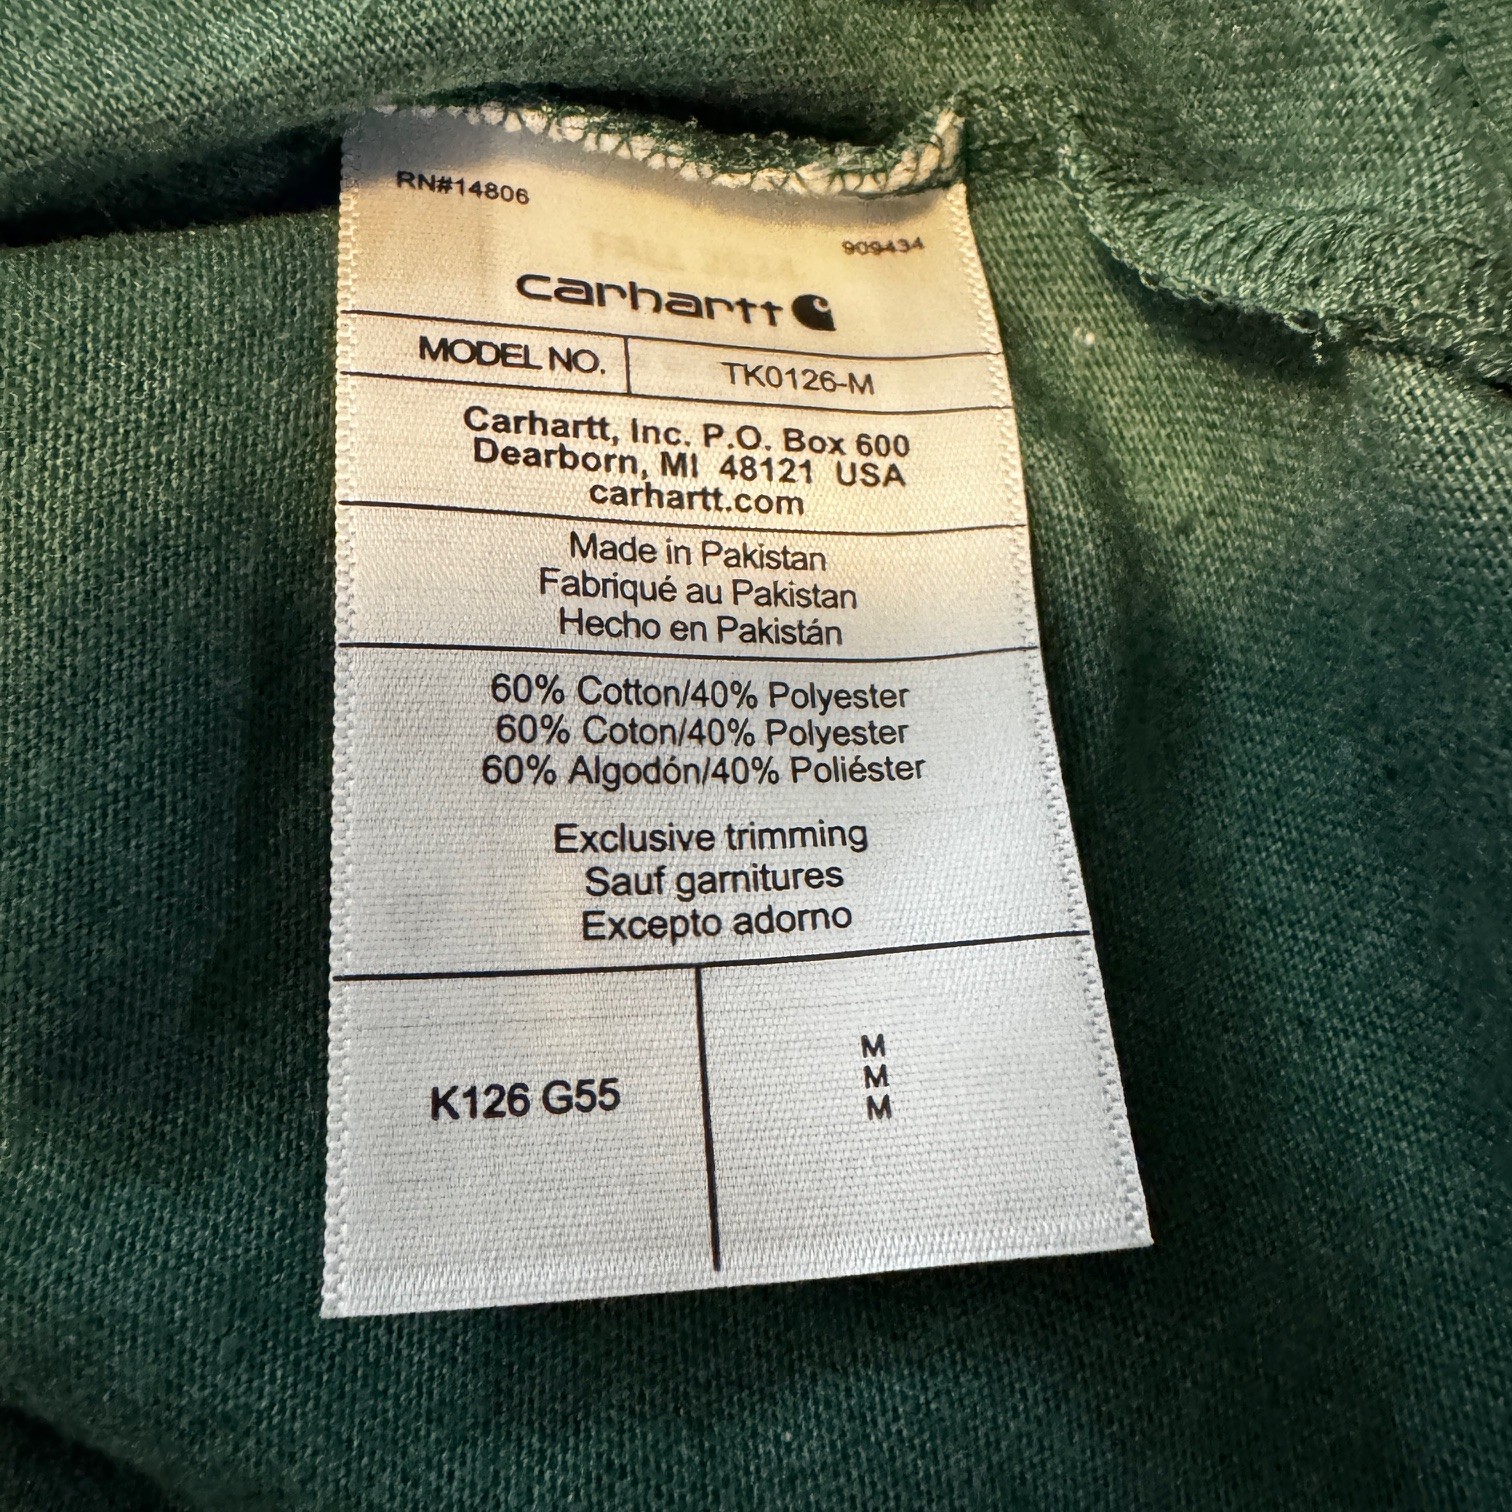 RN#14806
909434
carhartt
MODEL NO. TK0126-M
Carhartt, Inc. P.O. Box 600
Dearborn, MI 48121 USA
carhartt.com
Made in Pakistan
Fabriqué au Pakistan
Hecho en Pakistán
60% Cotton/40% Polyester
60% Coton/40% Polyester
60% Algodón/40% Poliéster
Exclusive trimming
Sauf garnitures
Excepto adorno
K126 G55
M
M
M